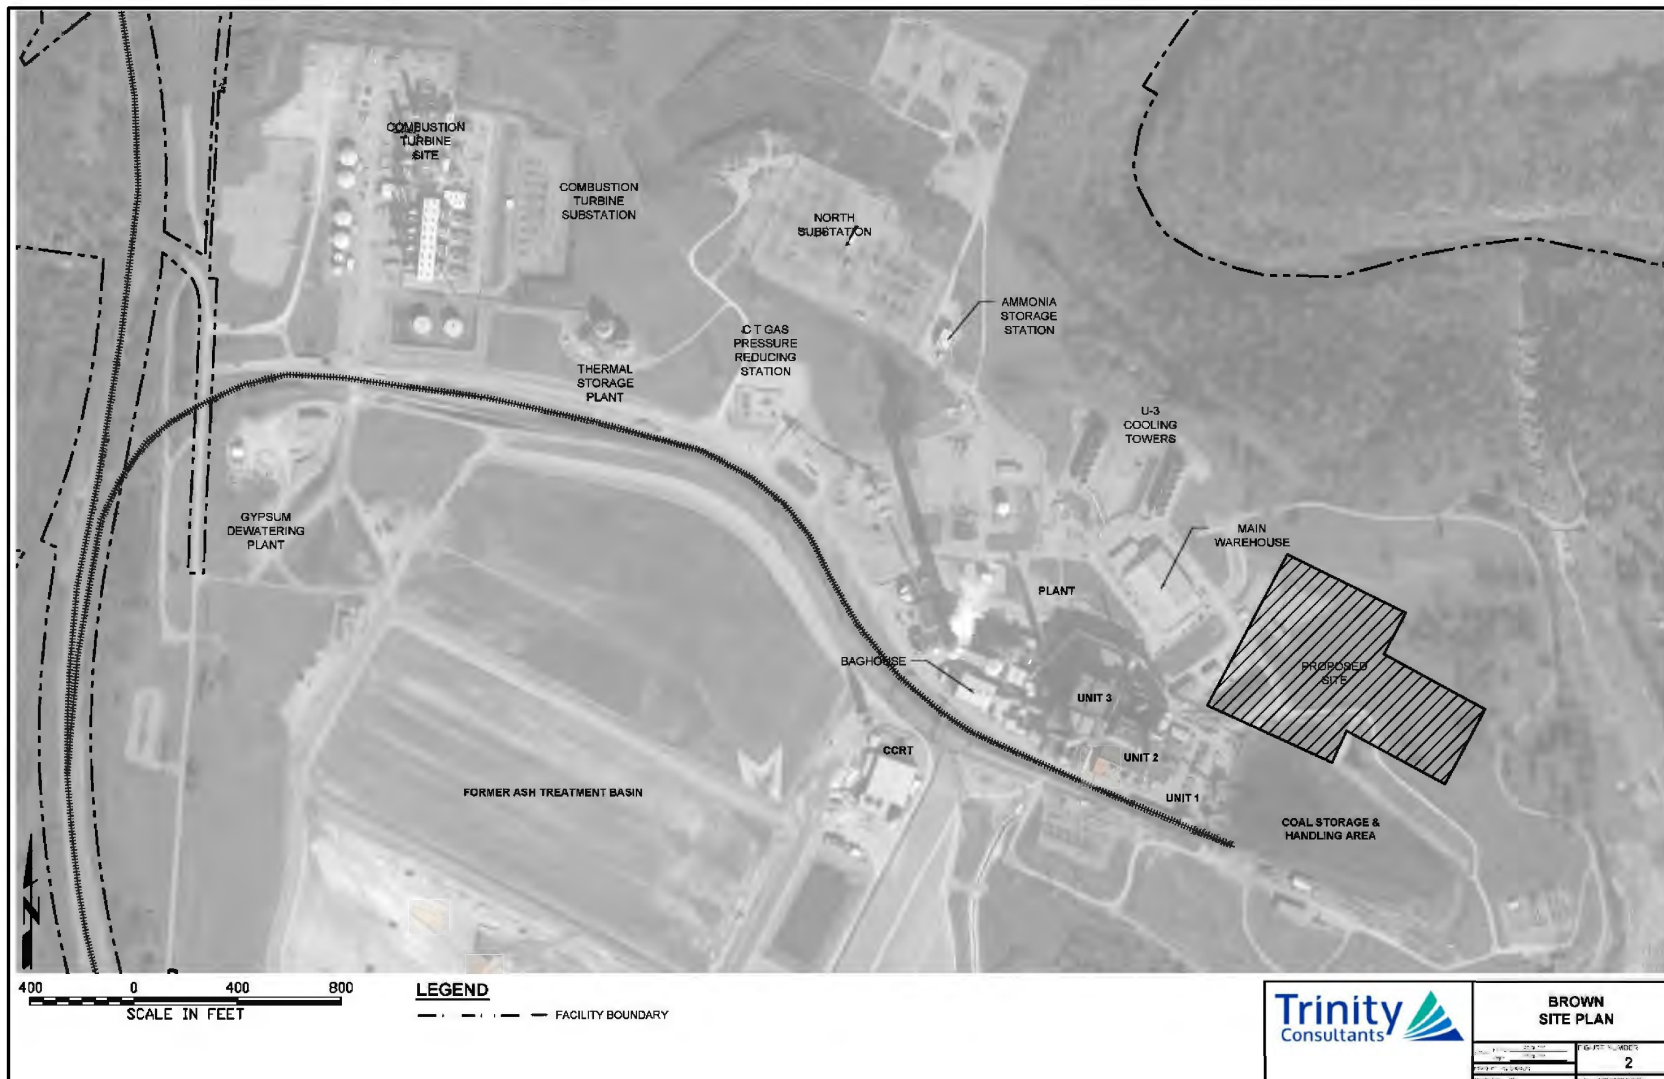 COMBUSTION
TURBINE
SITE
COMBUSTION
TURBINE
SUBSTATION
NORTH
SUBSTATION
AMMONIA
STORAGE
STATION
C T GAS
PRESSURE
REDUCING
STATION
THERMAL
STORAGE
PLANT
U-3
COOLING
TOWERS
GYPSUM
DEWATERING
PLANT
MAIN
WAREHOUSE
PLANT
BAGHOUSE
PROPOSED
SITE
UNIT 3
CCRT
UNIT 2
FORMER ASH TREATMENT BASIN
UNIT 1
COAL STORAGE &
HANDLING AREA
N
400 0 400 800
SCALE IN FEET
LEGEND
FACILITY BOUNDARY
Trinity
Consultants
BROWN
SITE PLAN
FIGURE NUMBER
2